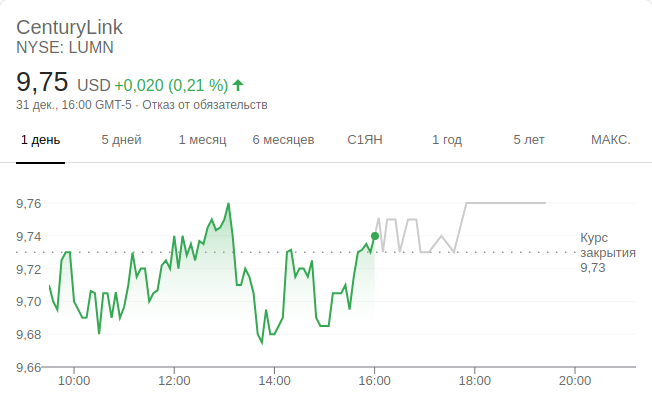 CenturyLink
NYSE: LUMN
9,75 USD +0,020 (0,21 %)
31 дек., 16:00 GMT-5 · Отказ от обязательств
1 день 5 дней 1 месяц 6 месяцев С1ЯН 1 год 5 лет МАКС.
9,76
9,74
9,72
9,70
9,68
9,66
Курс
закрытия
9,73
10:00 12:00 14:00 16:00 18:00 20:00